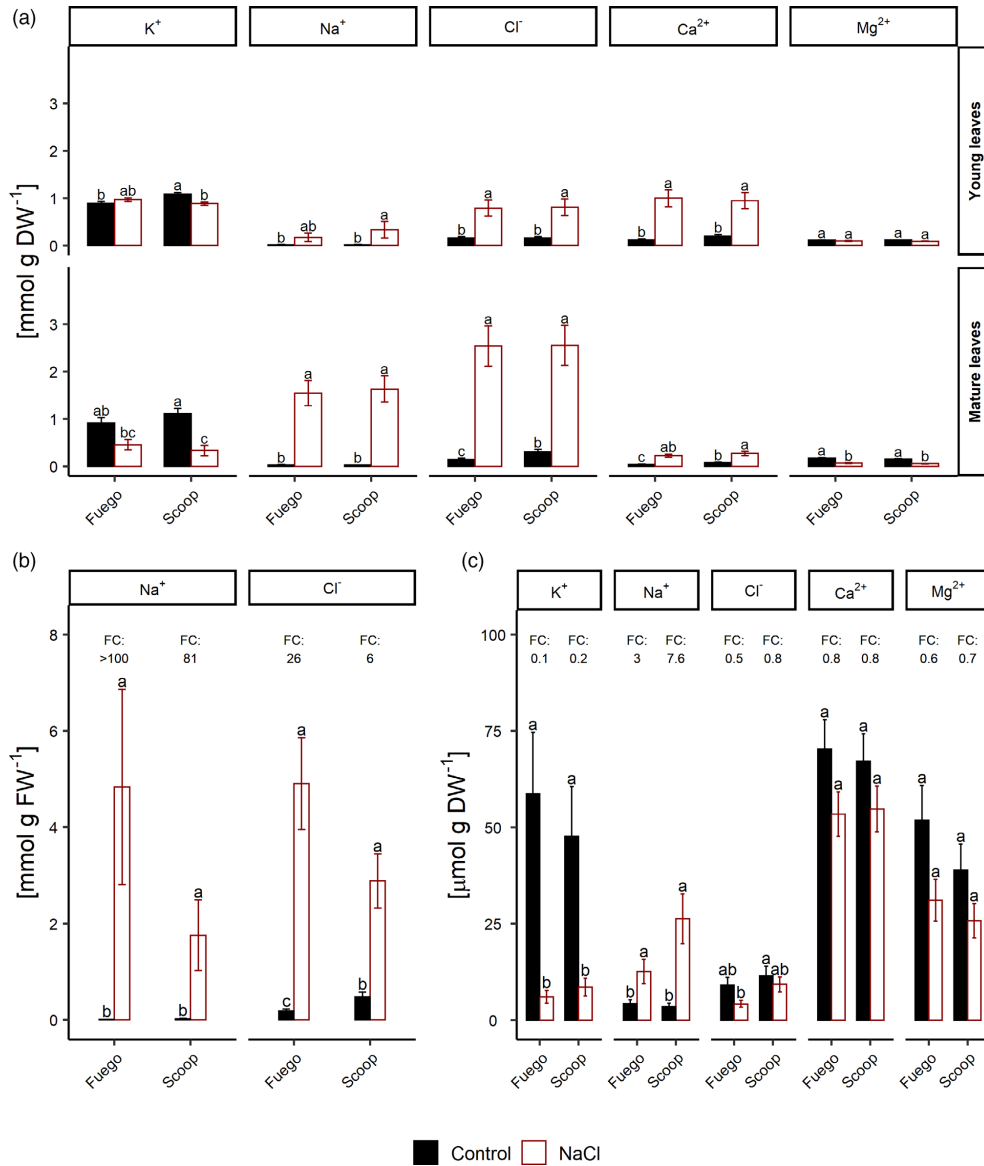 (a)
K⁺ Na⁺ Cl⁻ Ca²⁺ Mg²⁺
[mmol g DW⁻¹]
3
2
1
0
b ab a b
b ab b a
b a b a
b a b a
a a a a
Young leaves
3
2
1
0
ab bc a c
b a b a
c a b a
c ab b a
a b a b
Mature leaves
Fuego Scoop Fuego Scoop Fuego Scoop Fuego Scoop Fuego Scoop
(b)
Na⁺ Cl⁻
[mmol g FW⁻¹]
8
6
4
2
0
FC: FC: FC: FC:
>100 81 26 6
b a b a
c a b a
Fuego Scoop Fuego Scoop
(c)
K⁺ Na⁺ Cl⁻ Ca²⁺ Mg²⁺
[μmol g DW⁻¹]
100
75
50
25
0
FC: FC: FC: FC: FC: FC: FC: FC: FC: FC:
0.1 0.2 3 7.6 0.5 0.8 0.8 0.8 0.6 0.7
a b a b
b a b a
ab b a ab
a a a a
a a a a
Fuego Scoop Fuego Scoop Fuego Scoop Fuego Scoop Fuego Scoop
Control NaCl